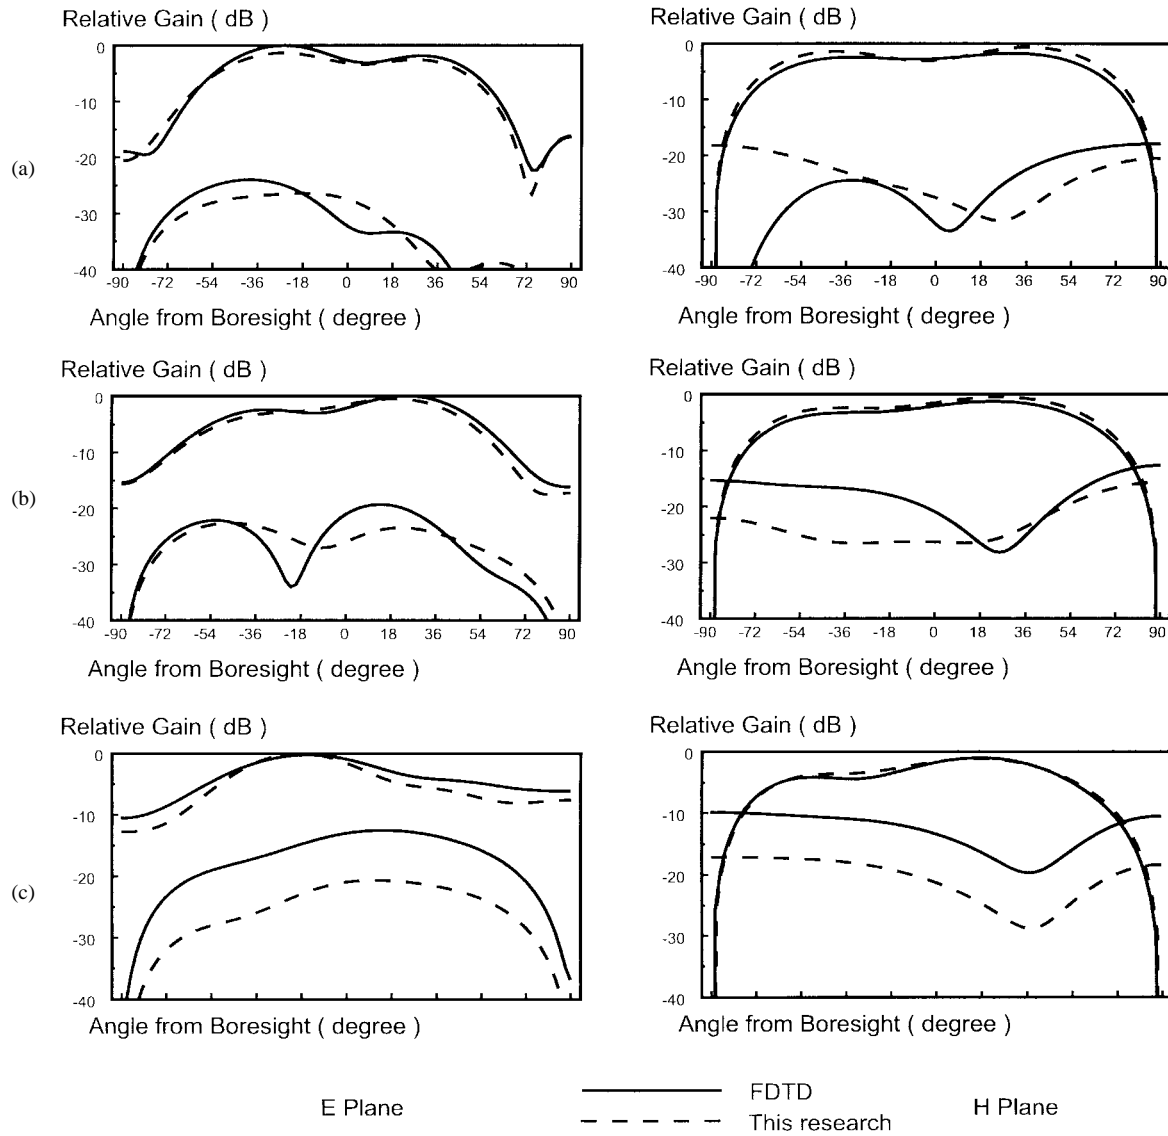 Relative Gain ( dB )
0
-10
-20
-30
-40
-90 -72 -54 -36 -18 0 18 36 54 72 90
Angle from Boresight ( degree )
Relative Gain ( dB )
0
-10
-20
-30
-40
-90 -72 -54 -36 -18 0 18 36 54 72 90
Angle from Boresight ( degree )
(a)
Relative Gain ( dB )
0
-10
-20
-30
-40
-90 -72 -54 -36 -18 0 18 36 54 72 90
Angle from Boresight ( degree )
Relative Gain ( dB )
0
-10
-20
-30
-40
-90 -72 -54 -36 -18 0 18 36 54 72 90
Angle from Boresight ( degree )
(b)
Relative Gain ( dB )
0
-10
-20
-30
-40
Angle from Boresight ( degree )
Relative Gain ( dB )
0
-10
-20
-30
-40
Angle from Boresight ( degree )
(c)
E Plane
FDTD
This research
H Plane